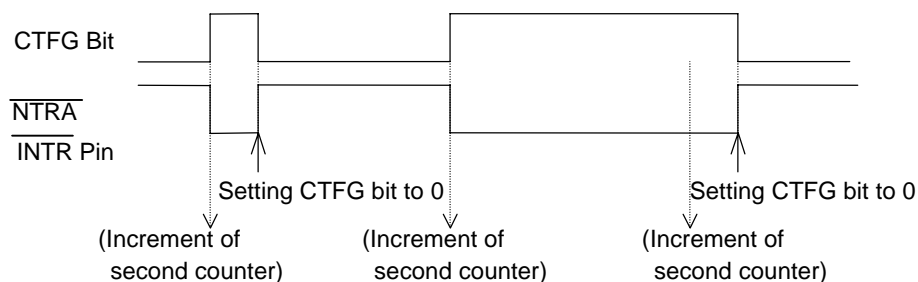 CTFG Bit
NTRA
INTR Pin
Setting CTFG bit to 0
Setting CTFG bit to 0
(Increment of
second counter)
(Increment of
second counter)
(Increment of
second counter)